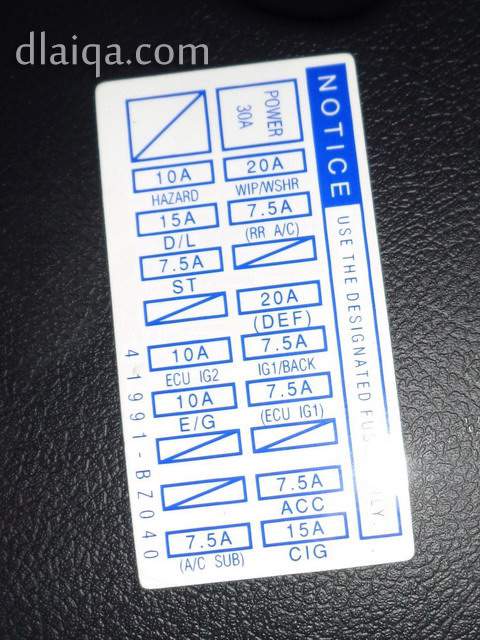 dlaiqa.com
NOTICE
USE THE DESIGNATED
POWER
30A
10A 20A
HAZARD WIP/WSHR
15A 7.5A
D/L (RR A/C)
7.5A
ST
20A
(DEF)
10A 7.5A
ECU IG2 IG1/BACK
10A 7.5A
E/G (ECU IG1)
7.5A
ACC
7.5A 15A
(A/C SUB) CIG
41991-BZ040